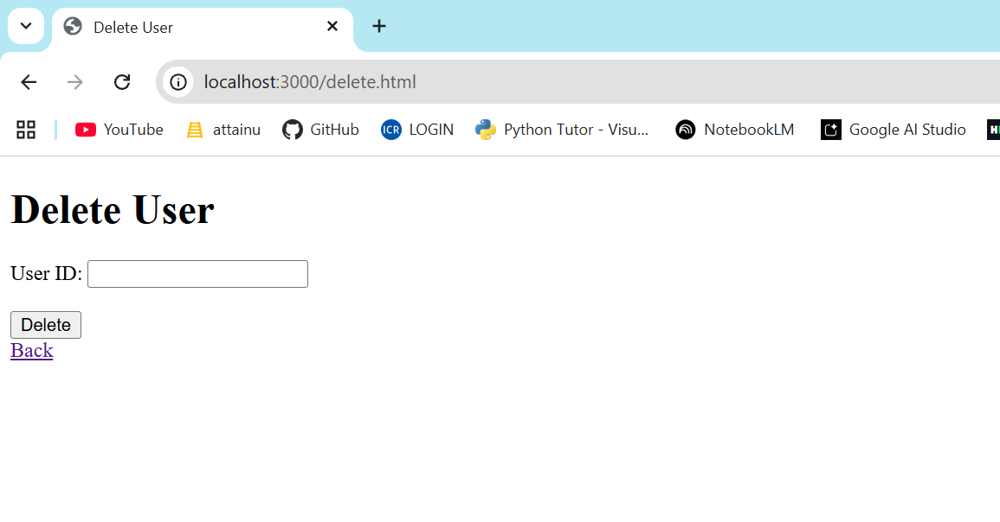 Delete User
localhost:3000/delete.html
YouTube attainu GitHub ICR LOGIN Python Tutor - Visu... NotebookLM Google AI Studio H
Delete User
User ID:
Delete
Back